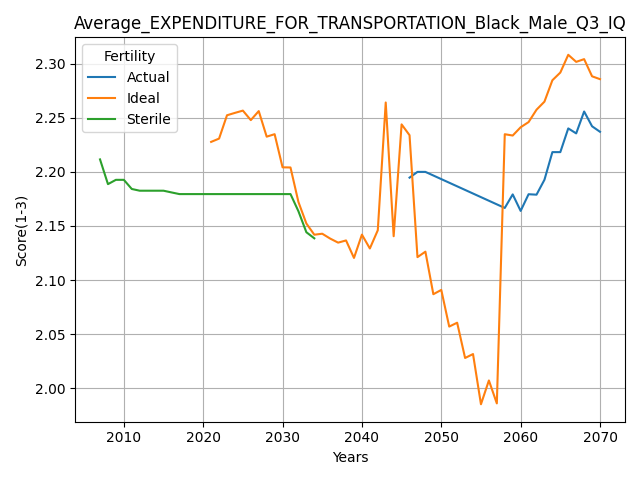 Average_EXPENDITURE_FOR_TRANSPORTATION_Black_Male_Q3_IQ
Fertility
Actual
Ideal
Sterile
2.30
2.25
2.20
2.15
2.10
2.05
2.00
Score(1-3)
2010 2020 2030 2040 2050 2060 2070
Years